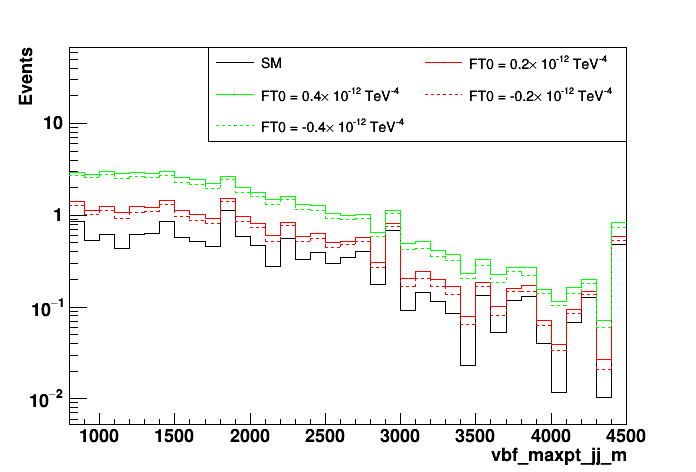 Events
SM
FT0 = 0.2× 10⁻¹² TeV⁻⁴
FT0 = 0.4× 10⁻¹² TeV⁻⁴
FT0 = -0.2× 10⁻¹² TeV⁻⁴
FT0 = -0.4× 10⁻¹² TeV⁻⁴
10
1
10⁻¹
10⁻²
1000 1500 2000 2500 3000 3500 4000 4500
vbf_maxpt_jj_m